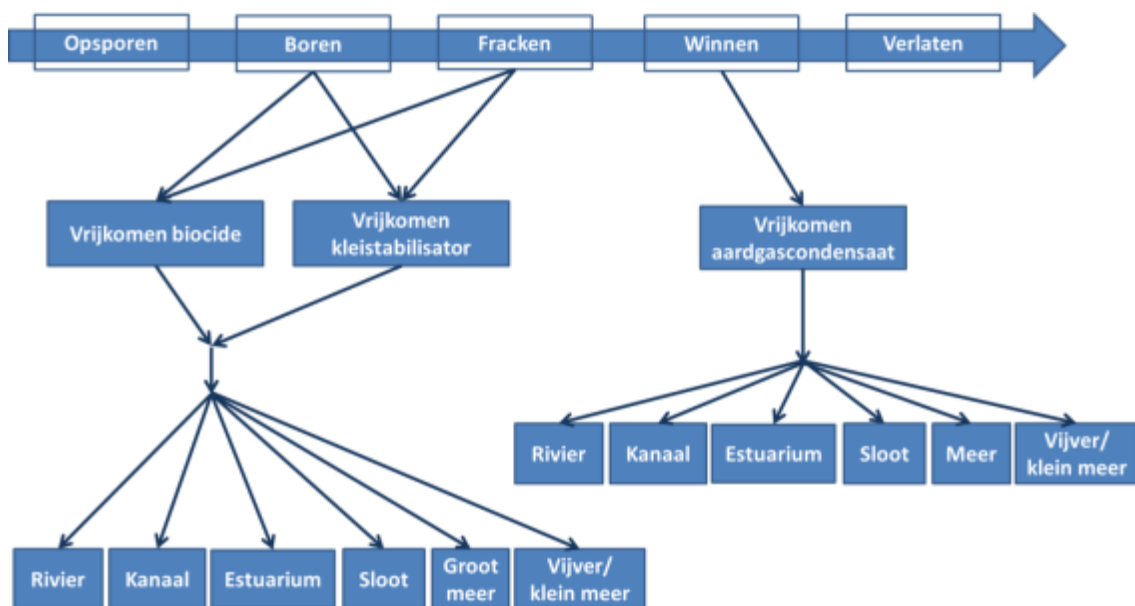 Opsporen
Boren
Fracken
Winnen
Verlaten
Vrijkomen biocide
Vrijkomen
kleistabilisator
Vrijkomen
aardgascondensaat
Rivier
Kanaal
Estuarium
Sloot
Meer
Vijver/
klein meer
Rivier
Kanaal
Estuarium
Sloot
Groot
meer
Vijver/
klein meer